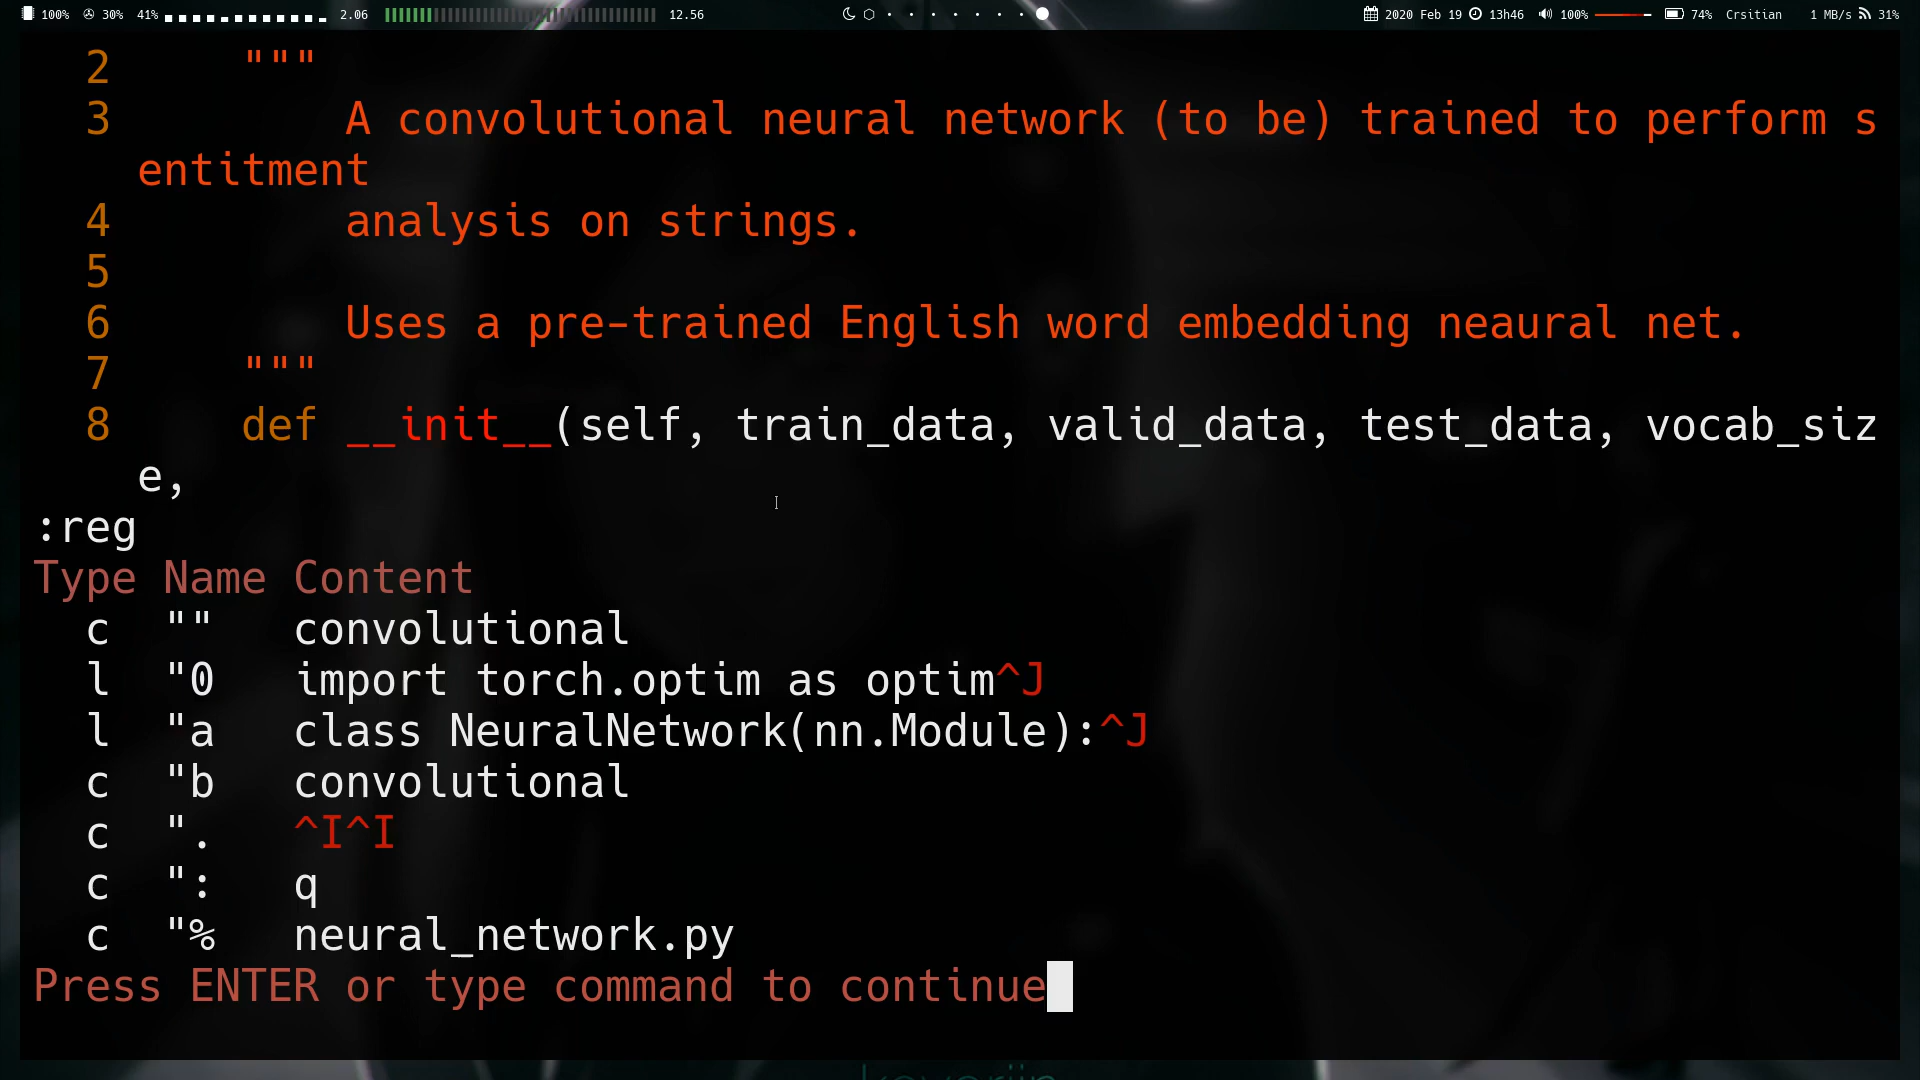 100% 30% 41% 2.06 12.56 2020 Feb 19 13h46 100% 74% Crsitian 1 MB/s 31%
2 """
3 A convolutional neural network (to be) trained to perform s
entitment
4 analysis on strings.
5
6 Uses a pre-trained English word embedding neaural net.
7 """
8 def __init__(self, train_data, valid_data, test_data, vocab_siz
e,
:reg
Type Name Content
c "" convolutional
l "0 import torch.optim as optim^J
l "a class NeuralNetwork(nn.Module):^J
c "b convolutional
c ". ^I^I
c ": q
c "% neural_network.py
Press ENTER or type command to continue